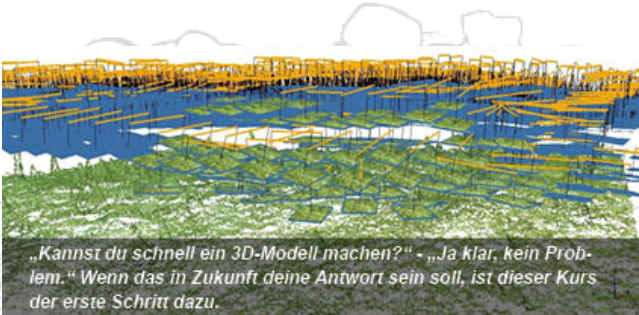 „Kannst du schnell ein 3D-Modell machen?“ - „Ja klar, kein Prob-
lem.“ Wenn das in Zukunft deine Antwort sein soll, ist dieser Kurs
der erste Schritt dazu.